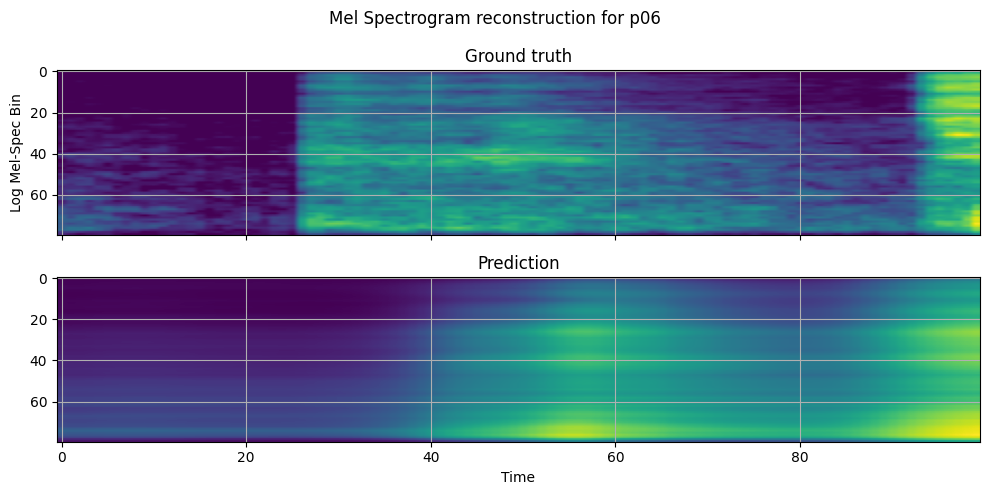 Mel Spectrogram reconstruction for p06
Ground truth
0
20
40
60
Log Mel-Spec Bin
Prediction
0
20
40
60
0 20 40 60 80
Time